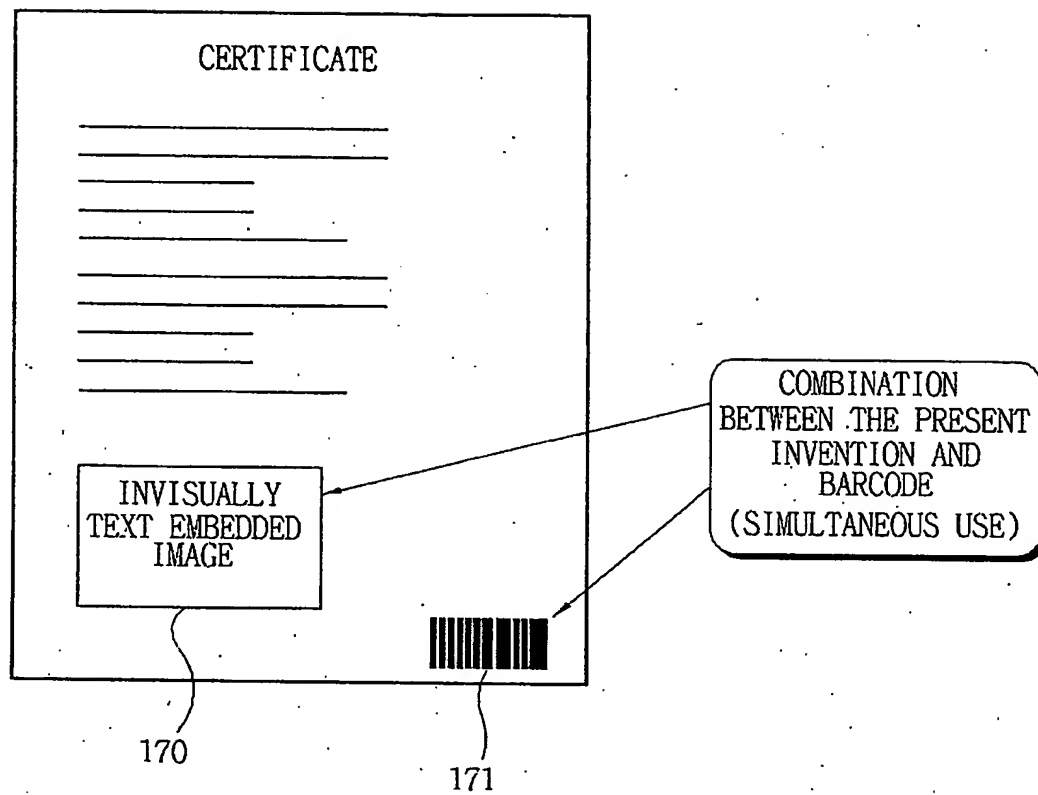 CERTIFICATE
INVISUALLY
TEXT EMBEDDED
IMAGE
COMBINATION
BETWEEN THE PRESENT
INVENTION AND
BARCODE
(SIMULTANEOUS USE)
170
171